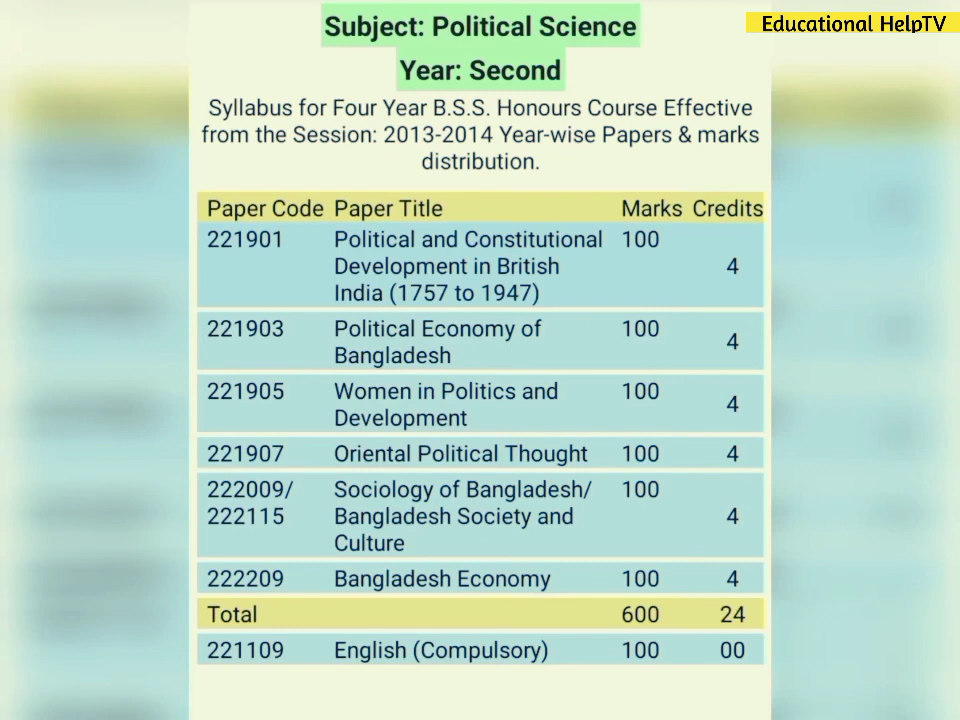 Educational HelpTV
Subject: Political Science
Year: Second
Syllabus for Four Year B.S.S. Honours Course Effective
from the Session: 2013-2014 Year-wise Papers & marks
distribution.
Paper Code Paper Title Marks Credits
221901 Political and Constitutional 100
Development in British 4
India (1757 to 1947)
221903 Political Economy of 100
Bangladesh 4
221905 Women in Politics and 100
Development 4
221907 Oriental Political Thought 100 4
222009/ Sociology of Bangladesh/ 100
222115 Bangladesh Society and 4
Culture
222209 Bangladesh Economy 100 4
Total 600 24
221109 English (Compulsory) 100 00